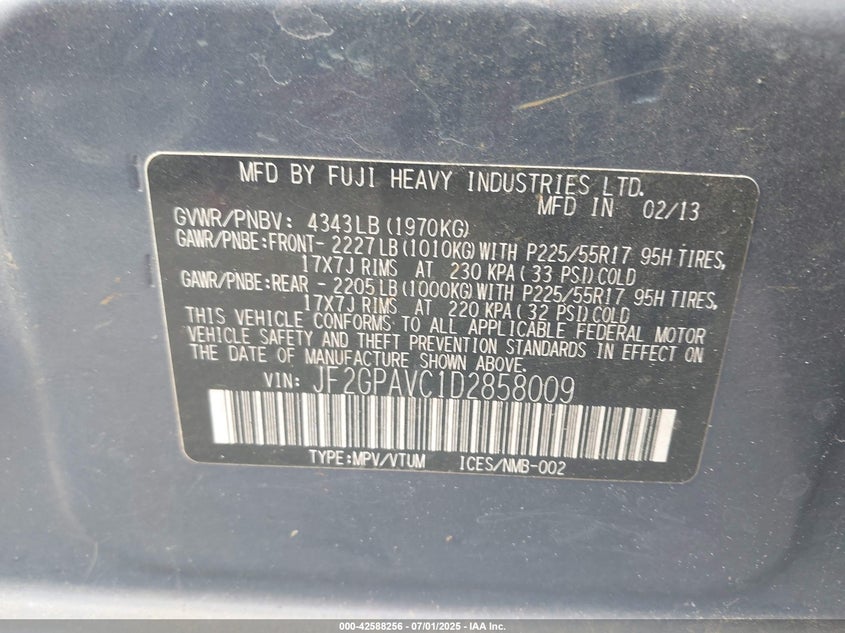 MFD BY FUJI HEAVY INDUSTRIES LTD.
MFD IN 02/13
GVWR/PNBV: 4343LB (1970KG)
GAWR/PNBE:FRONT- 2227LB (1010KG) WITH P225/55R17 95H TIRES,
17X7J RIMS AT 230 KPA ( 33 PSI) COLD
GAWR/PNBE:REAR - 2205LB (1000KG) WITH P225/55R17 95H TIRES,
17X7J RIMS AT 220 KPA ( 32 PSI) COLD
THIS VEHICLE CONFORMS TO ALL APPLICABLE FEDERAL MOTOR
VEHICLE SAFETY AND THEFT PREVENTION STANDARDS IN EFFECT ON
THE DATE OF MANUFACTURE SHOWN ABOVE.
VIN: JF2GPAVC1D2858009
TYPE:MPV/VTUM ICES/NMB-002
000-42588256 - 07/01/2025 - IAA Inc.